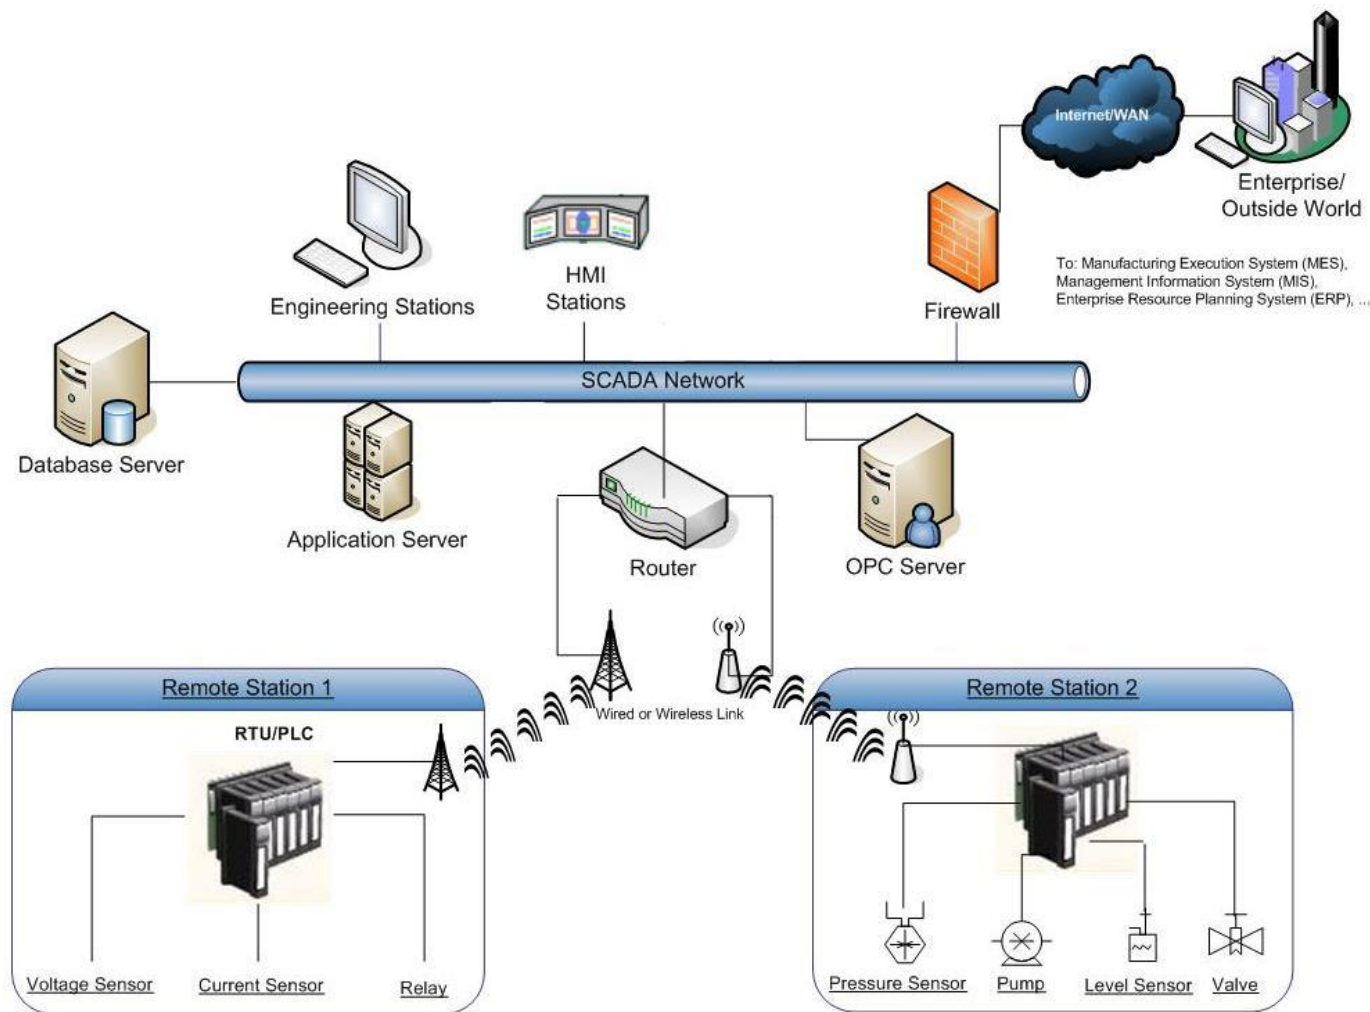 Internet/WAN
Enterprise/
Outside World
To: Manufacturing Execution System (MES),
Management Information System (MIS),
Enterprise Resource Planning System (ERP), ...
Engineering Stations
HMI
Stations
Firewall
SCADA Network
Database Server
Application Server
Router
OPC Server
Wired or Wireless Link
Remote Station 1
RTU/PLC
Voltage Sensor
Current Sensor
Relay
Remote Station 2
Pressure Sensor
Pump
Level Sensor
Valve